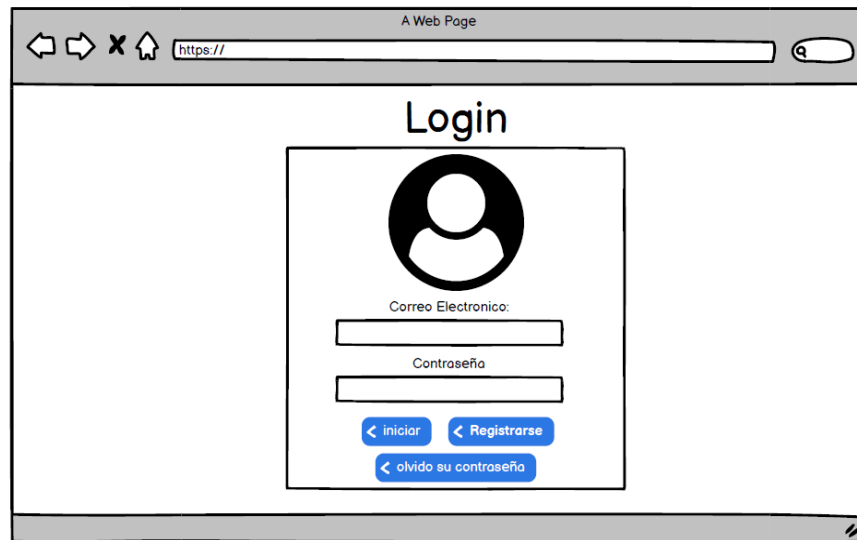 A Web Page
https://
Login
Correo Electronico:
Contraseña
iniciar
Registrarse
olvido su contraseña